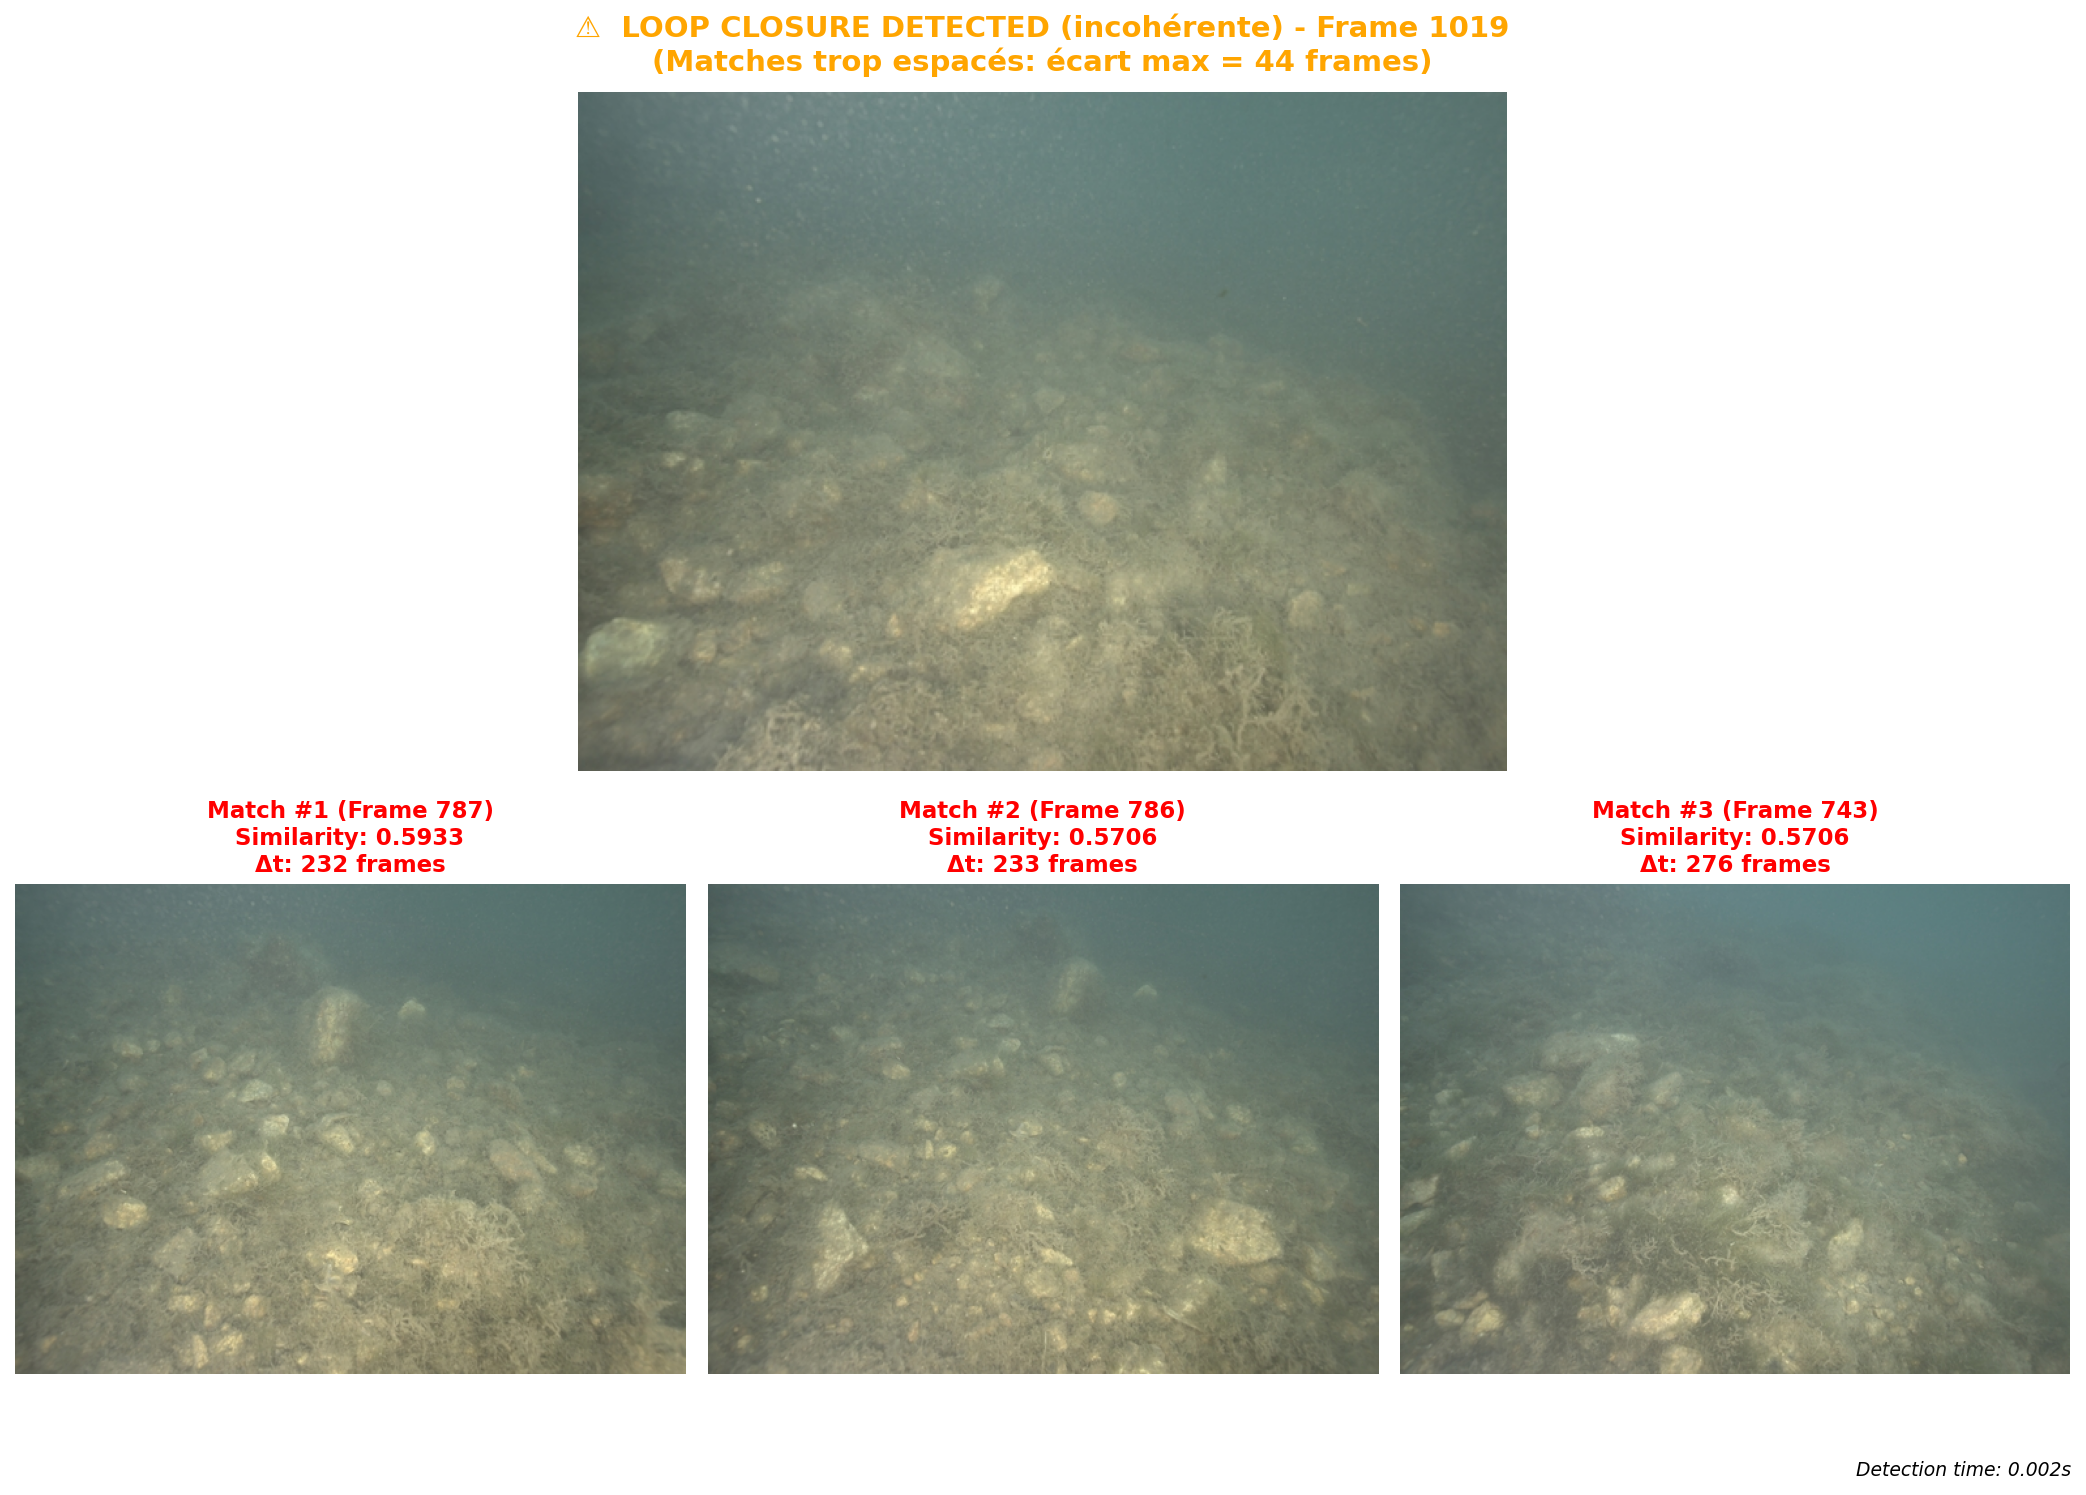 ⚠ LOOP CLOSURE DETECTED (incohérente) - Frame 1019
(Matches trop espacés: écart max = 44 frames)
Match #1 (Frame 787)
Similarity: 0.5933
Δt: 232 frames
Match #2 (Frame 786)
Similarity: 0.5706
Δt: 233 frames
Match #3 (Frame 743)
Similarity: 0.5706
Δt: 276 frames
Detection time: 0.002s